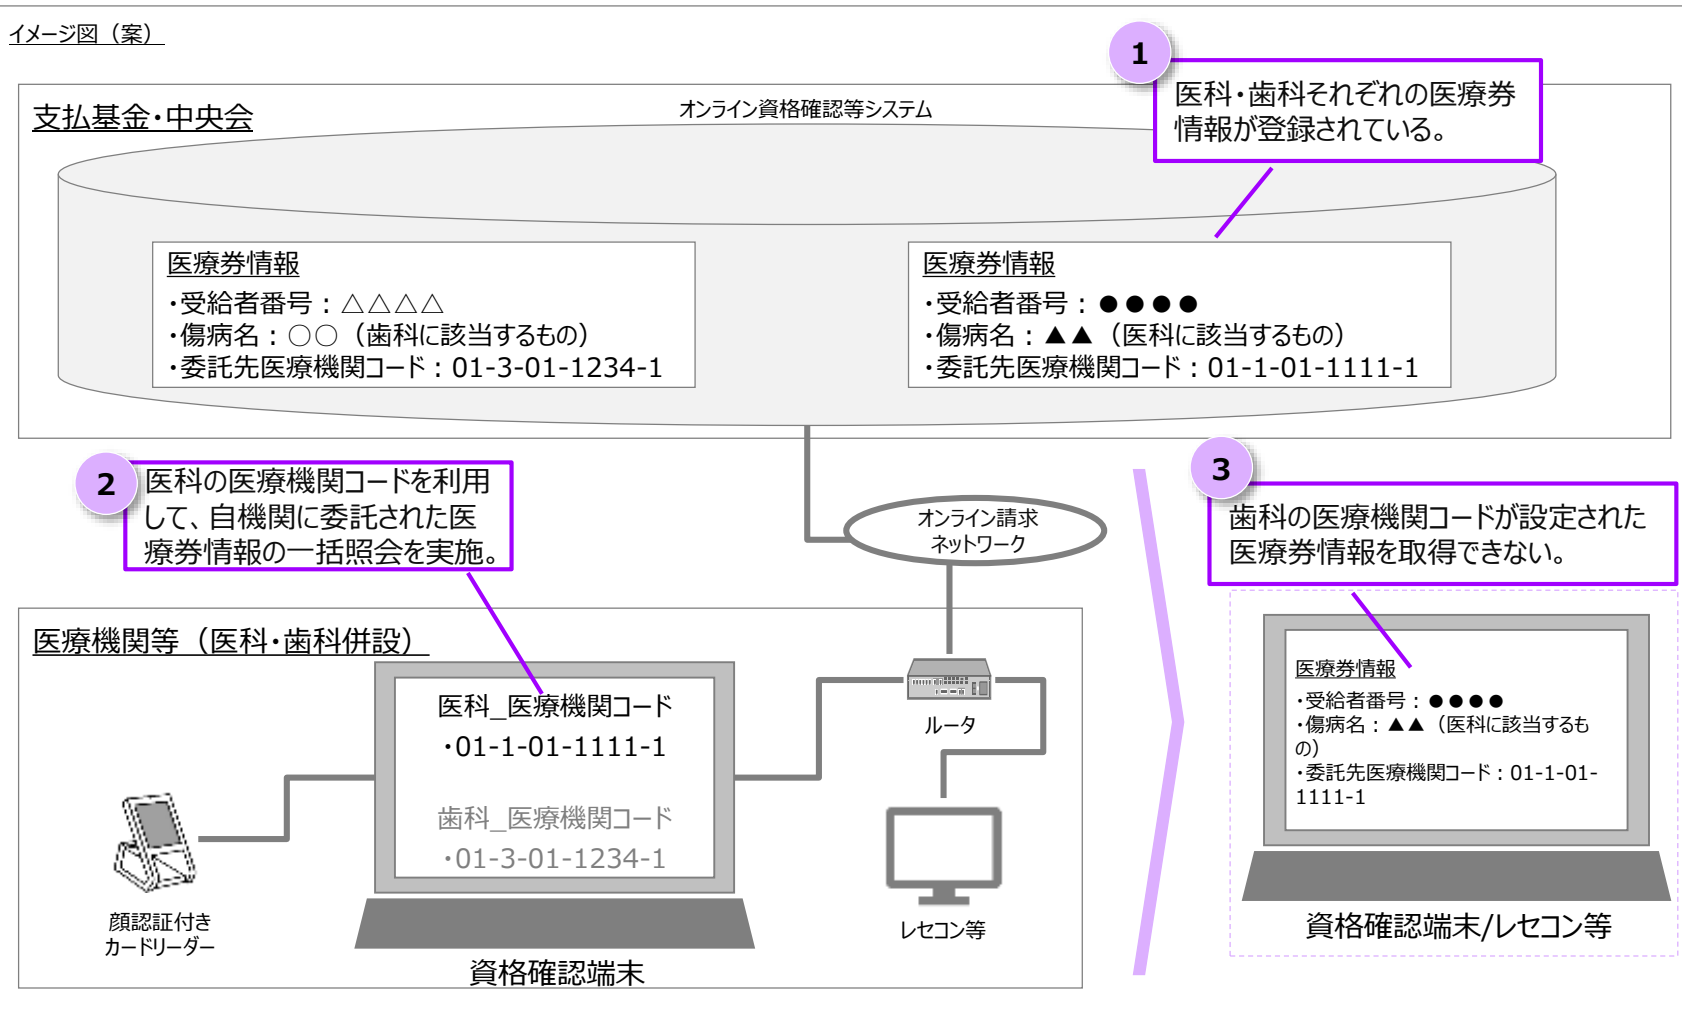 イメージ図（案）
1
医科・歯科それぞれの医療券
情報が登録されている。
支払基金・中央会
オンライン資格確認等システム
医療券情報
・受給者番号：△△△△
・傷病名：○○（歯科に該当するもの）
・委託先医療機関コード：01-3-01-1234-1
医療券情報
・受給者番号：●●●●
・傷病名：▲▲（医科に該当するもの）
・委託先医療機関コード：01-1-01-1111-1
2
医科の医療機関コードを利用
して、自機関に委託された医
療券情報の一括照会を実施。
オンライン請求
ネットワーク
3
歯科の医療機関コードが設定された
医療券情報を取得できない。
医療機関等（医科・歯科併設）
医科_医療機関コード
・01-1-01-1111-1
歯科_医療機関コード
・01-3-01-1234-1
ルータ
顔認証付き
カードリーダー
資格確認端末
レセコン等
医療券情報
・受給者番号：●●●●
・傷病名：▲▲（医科に該当するも
の）
・委託先医療機関コード：01-1-01-
1111-1
資格確認端末/レセコン等